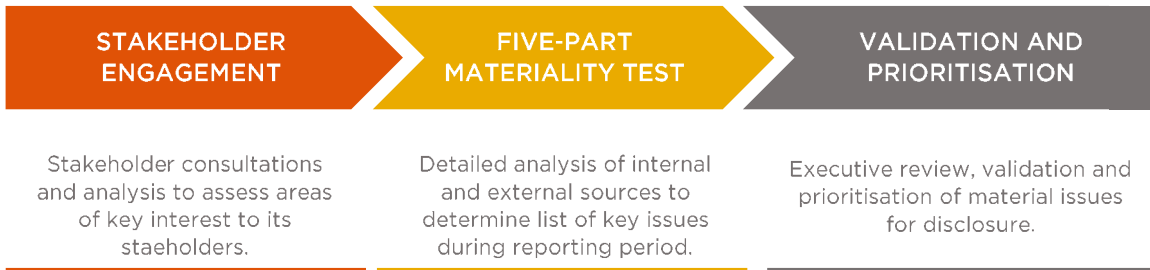 STAKEHOLDER
ENGAGEMENT
FIVE-PART
MATERIALITY TEST
VALIDATION AND
PRIORITISATION
Stakeholder consultations
and analysis to assess areas
of key interest to its
staeholders.
Detailed analysis of internal
and external sources to
determine list of key issues
during reporting period.
Executive review, validation and
prioritisation of material issues
for disclosure.